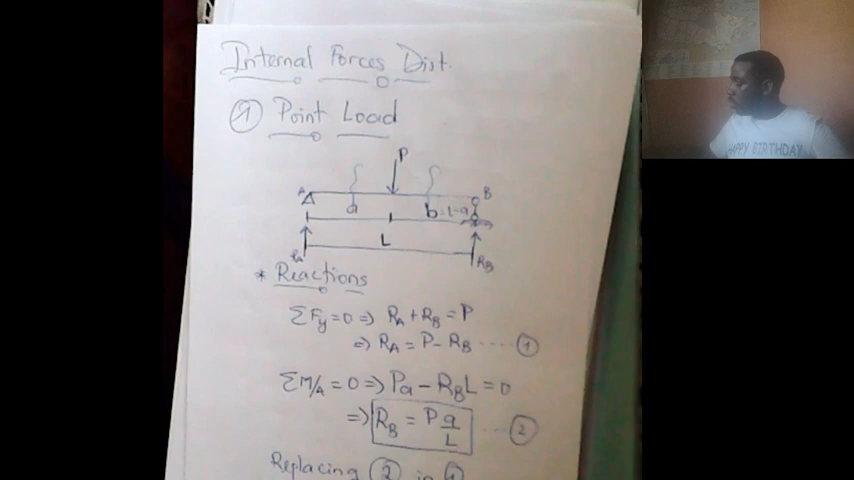 Internal Forces Dist.
① Point Load
P
A B
a b=L-a
L
RA RB
* Reactions
ΣFy=0 => RA+RB=P
=> RA = P-RB ..... ①
ΣM/A = 0 => Pa - RBL = 0
=> RB = P a/L ..... ②
Replacing ② in ①
HAPPY BIRTHDAY